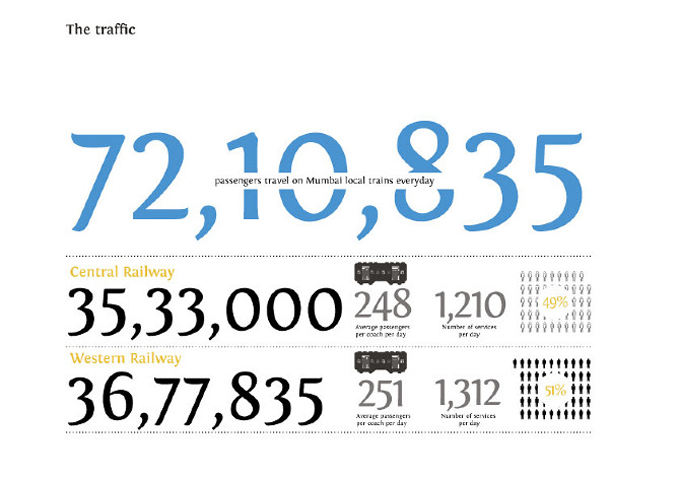 The traffic
72,10,835
passengers travel on Mumbai local trains everyday
Central Railway
35,33,000
248
Average passengers
per coach per day
1,210
Number of services
per day
49%
Western Railway
36,77,835
251
Average passengers
per coach per day
1,312
Number of services
per day
51%